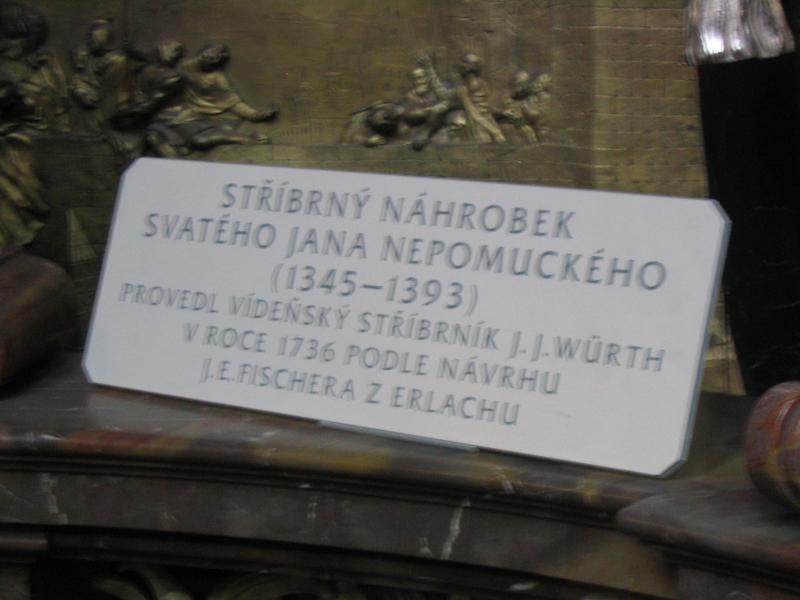 STŘÍBRNÝ NÁHROBEK
SVATÉHO JANA NEPOMUCKÉHO
(1345–1393)
PROVEDL VÍDEŇSKÝ STŘÍBRNÍK J.J.WÜRTH
V ROCE 1736 PODLE NÁVRHU
J.E.FISCHERA Z ERLACHU